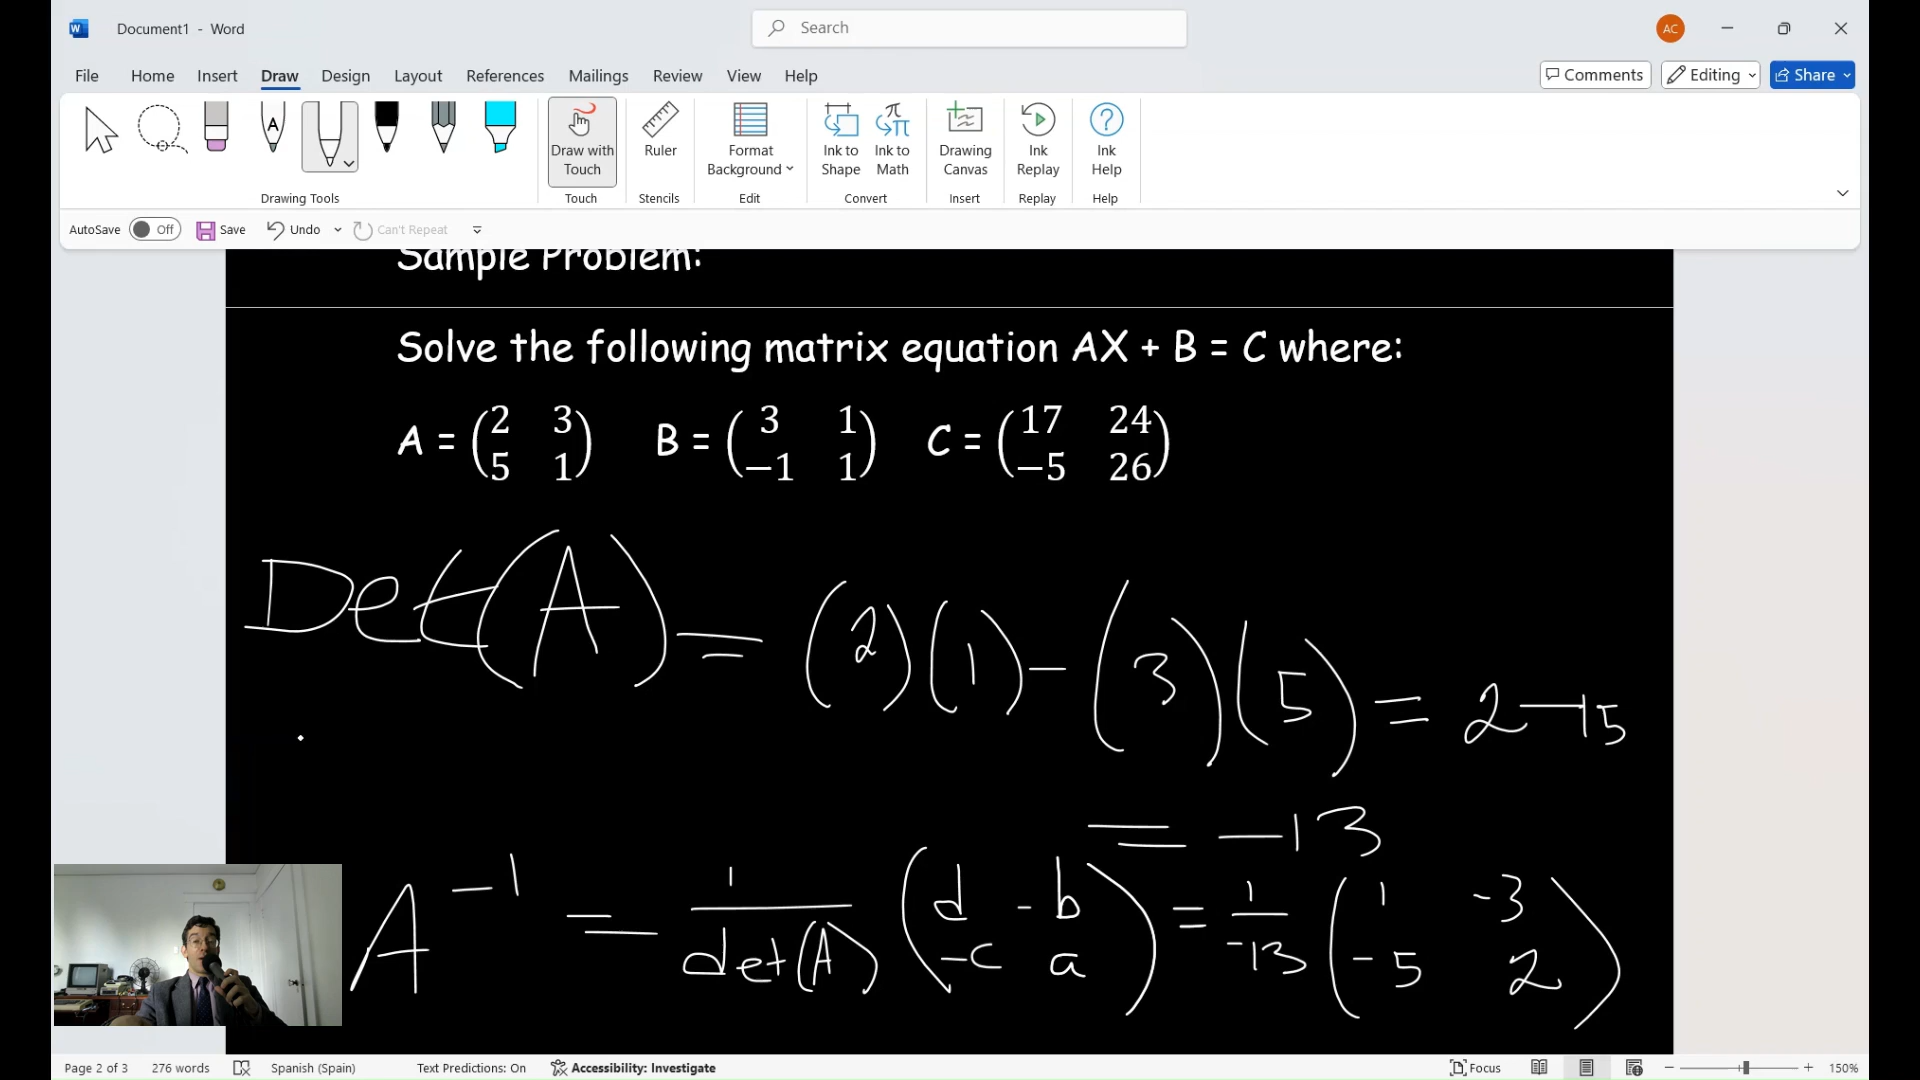 Document1 - Word
Search
AC
File Home Insert Draw Design Layout References Mailings Review View Help
Comments Editing Share
A
Draw with Touch
Ruler
Format Background
Ink to Shape
Ink to Math
Drawing Canvas
Ink Replay
Ink Help
Drawing Tools Touch Stencils Edit Convert Insert Replay Help
AutoSave Off Save Undo Can't Repeat
Sample Problem:
Solve the following matrix equation AX + B = C where:
A = (2 3; 5 1) B = (3 1; −1 1) C = (17 24; −5 26)
Det(A) = (2)(1) - (3)(5) = 2-15
= -13
A^-1 = 1/det(A) (d -b; -c a) = 1/-13 (1 -3; -5 2)
Page 2 of 3 276 words Spanish (Spain) Text Predictions: On Accessibility: Investigate Focus 150%